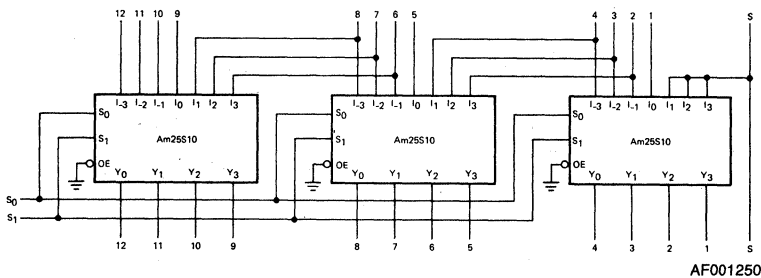 12 11 10 9 8 7 6 5 4 3 2 1 S
I-3 I-2 I-1 I0 I1 I2 I3 I-3 I-2 I-1 I0 I1 I2 I3 I-3 I-2 I-1 I0 I1 I2 I3
S0 S0 S0
S1 Am25S10 S1 Am25S10 S1 Am25S10
OE OE OE
Y0 Y1 Y2 Y3 Y0 Y1 Y2 Y3 Y0 Y1 Y2 Y3
S0
S1
12 11 10 9 8 7 6 5 4 3 2 1 S
AF001250